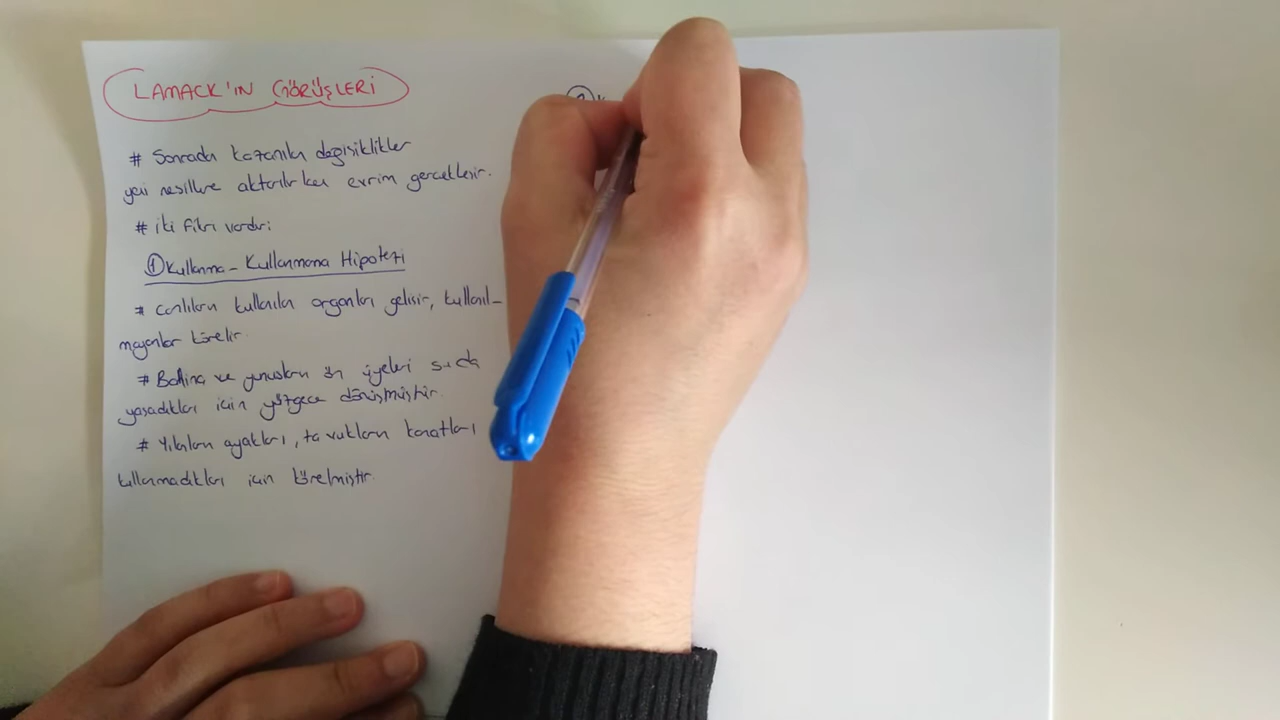 LAMACK'IN GÖRÜŞLERİ
# Sonradan kazanılan değişiklikler
yeni nesillere aktarılırken evrim gerçekleşir.
# iki fikri vardır:
① Kullanma - Kullanmama Hipotezi
# canlıların kullanılan organları gelişir, kullanıl-
mayanlar körelir.
# Balina ve yunusların ön üyeleri suda
yaşadıkları için yüzgece dönüşmüştür.
# Yılanların ayakları, tavukların kanatları
kullanmadıkları için körelmiştir.
②